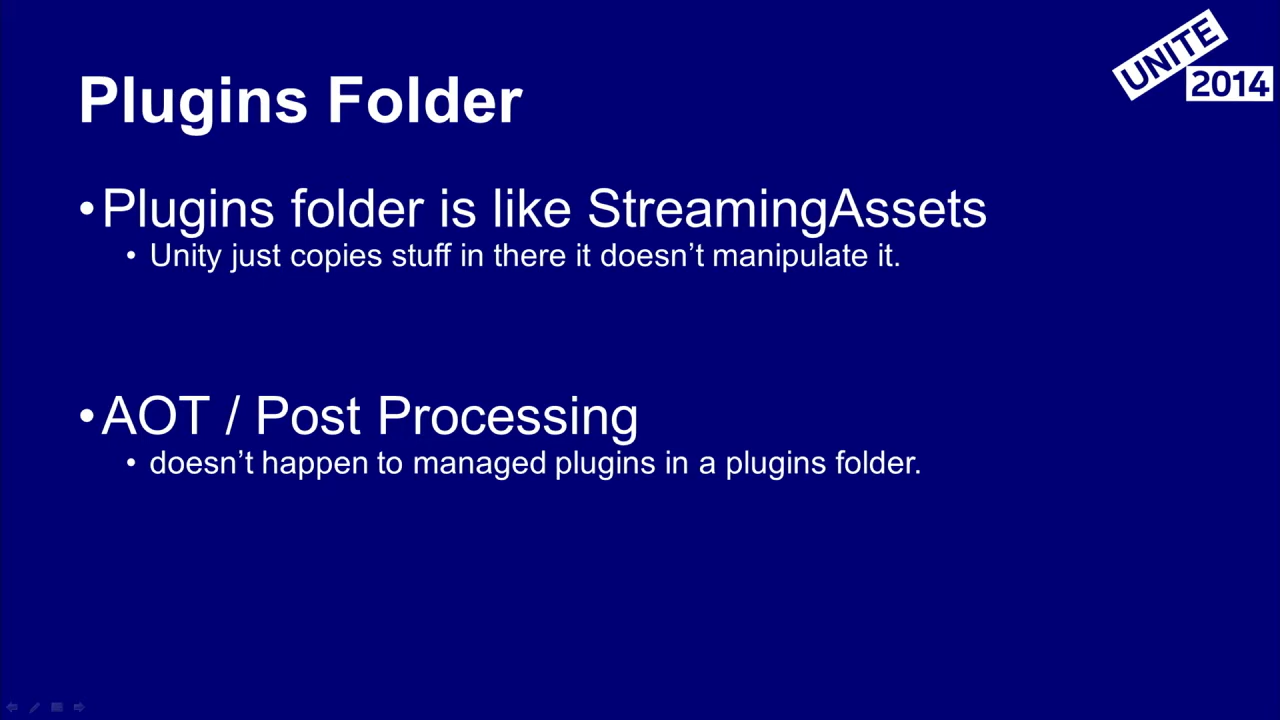 UNITE
2014
Plugins Folder
•Plugins folder is like StreamingAssets
• Unity just copies stuff in there it doesn’t manipulate it.
•AOT / Post Processing
• doesn’t happen to managed plugins in a plugins folder.